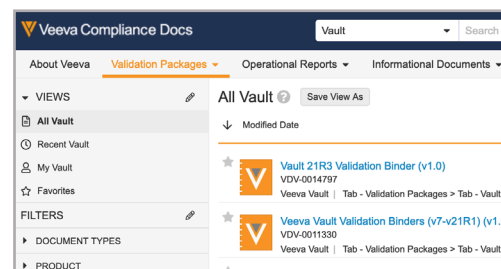 Veeva Compliance Docs
Vault
Search
About Veeva
Validation Packages
Operational Reports
Informational Documents
VIEWS
All Vault
Recent Vault
My Vault
Favorites
FILTERS
DOCUMENT TYPES
PRODUCT
All Vault
Save View As
Modified Date
Vault 21R3 Validation Binder (v1.0)
VDV-0014797
Veeva Vault | Tab - Validation Packages > Tab - Vault
Veeva Vault Validation Binders (v7-v21R1) (v1.
VDV-0011330
Veeva Vault | Tab - Validation Packages > Tab - Vault